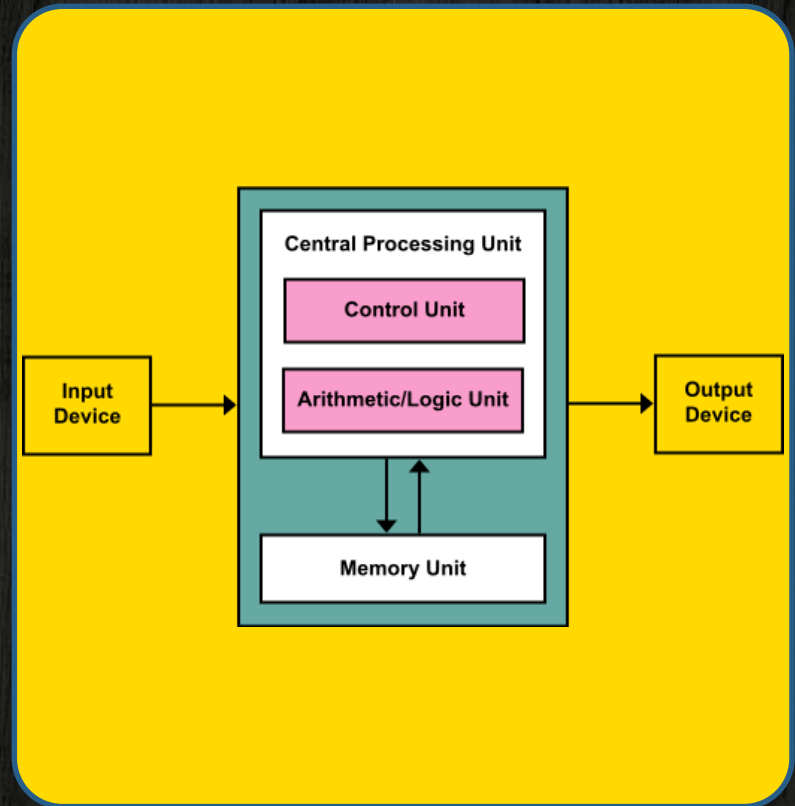 Central Processing Unit
Control Unit
Arithmetic/Logic Unit
Input
Device
Output
Device
Memory Unit